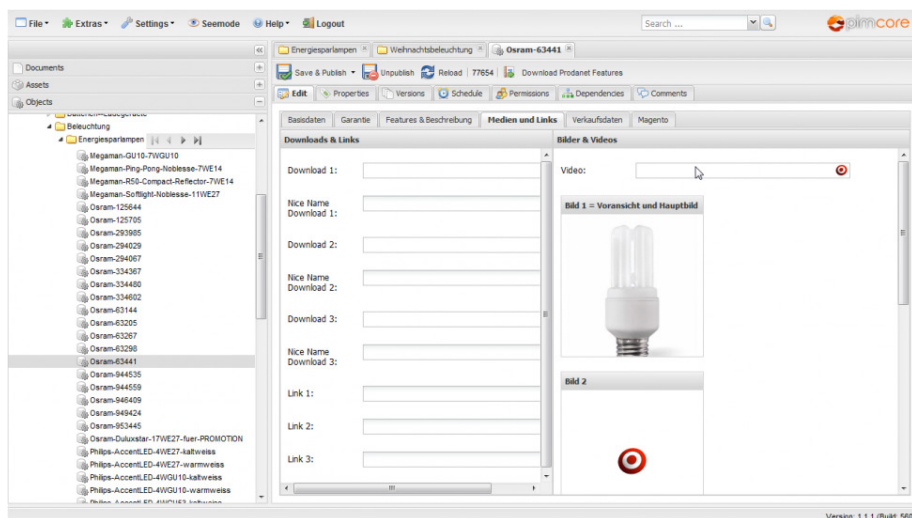 File Extras Settings Seemode Help Logout Search ... pimcore
Documents
Assets
Objects
Beleuchtung
Energiesparlampen
Megaman-GU10-7WGU10
Megaman-Ping-Pong-Noblesse-7WE14
Megaman-R50-Compact-Reflector-7WE14
Megaman-Softlight-Noblesse-11WE27
Osram-125644
Osram-125705
Osram-293985
Osram-294029
Osram-294067
Osram-334367
Osram-334480
Osram-334602
Osram-63144
Osram-63205
Osram-63267
Osram-63298
Osram-63441
Osram-944535
Osram-944559
Osram-946409
Osram-949424
Osram-953445
Osram-Duluxstar-17WE27-fuer-PROMOTION
Philips-AccentLED-4WE27-kaltweiss
Philips-AccentLED-4WE27-warmweiss
Philips-AccentLED-4WGU10-kaltweiss
Philips-AccentLED-4WGU10-warmweiss
Energiesparlampen Weihnachtsbeleuchtung Osram-63441
Save & Publish Unpublish Reload 77654 Download Prodanet Features
Edit Properties Versions Schedule Permissions Dependencies Comments
Basisdaten Garantie Features & Beschreibung Medien und Links Verkaufsdaten Magento
Downloads & Links
Download 1:
Nice Name
Download 1:
Download 2:
Nice Name
Download 2:
Download 3:
Nice Name
Download 3:
Link 1:
Link 2:
Link 3:
Bilder & Videos
Video:
Bild 1 = Voransicht und Hauptbild
Bild 2
Version: 1.1.1 (Build: 560